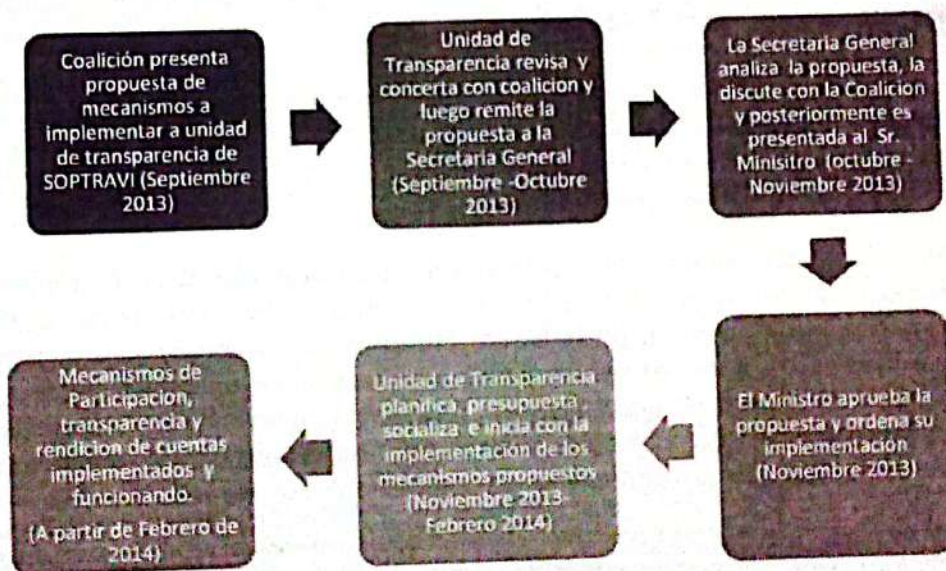 Coalición presenta
propuesta de
mecanismos a
implementar a unidad
de transparencia de
SOPTRAVI (Septiembre
2013)
Unidad de
Transparencia revisa y
concerta con coalicion y
luego remite la
propuesta a la
Secretaria General
(Septiembre -Octubre
2013)
La Secretaria General
analiza la propuesta, la
discute con la Coalicion
y posteriormente es
presentada al Sr.
Minisitro (octubre -
Noviembre 2013)
El Ministro aprueba la
propuesta y ordena su
implementación
(Noviembre 2013)
Unidad de Transparencia
planifica, presupuesta
socializa e inicia con la
implementación de los
mecanismos propuestos
(Noviembre 2013-
Febrero 2014)
Mecanismos de
Participacion,
transparencia y
rendicion de cuentas
implementados y
funcionando.
(A partir de Febrero de
2014)